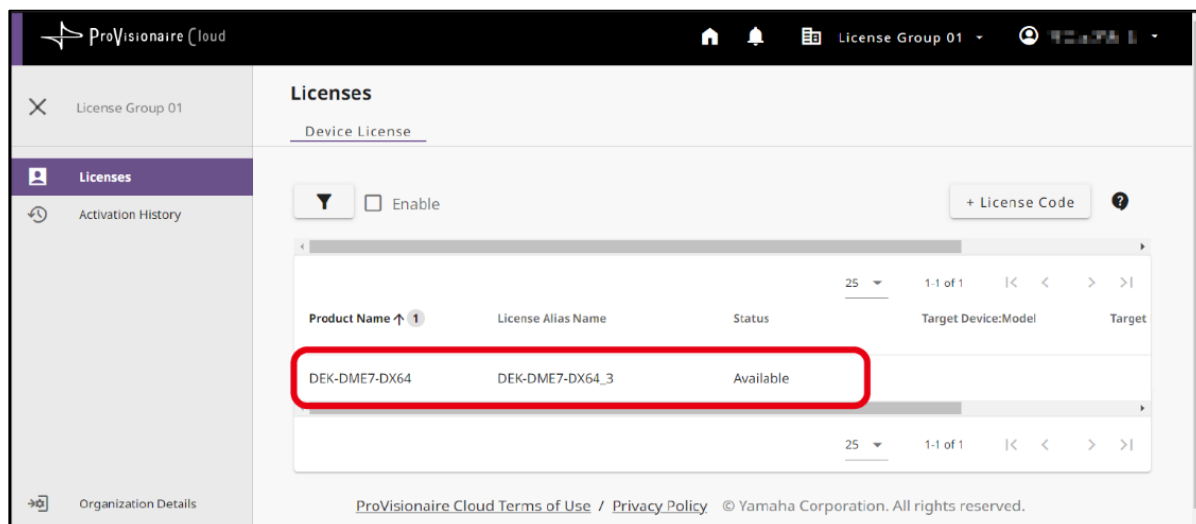 ProVisionaire Cloud
License Group 01
License Group 01
Licenses
Device License
Licenses
Activation History
Enable
+ License Code
25 1-1 of 1
Product Name 1 License Alias Name Status Target Device:Model Target
DEK-DME7-DX64 DEK-DME7-DX64_3 Available
25 1-1 of 1
Organization Details
ProVisionaire Cloud Terms of Use / Privacy Policy © Yamaha Corporation. All rights reserved.